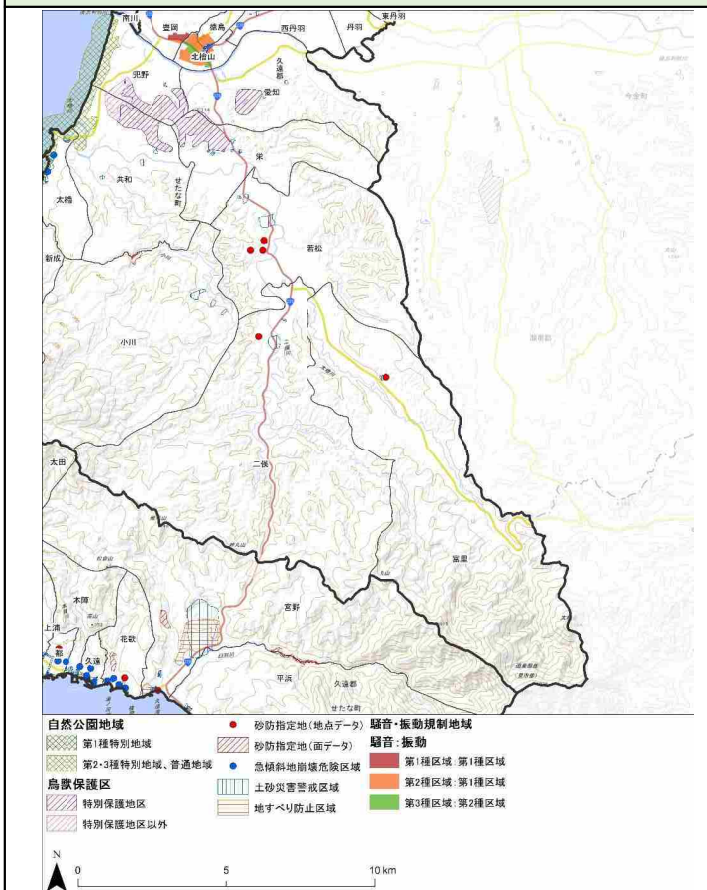 南川
豊岡
徳島
西丹羽
丹羽
東丹羽
北檜山
兜野
久遠郡
愛知
今金町
栄
せたな町
共和
太櫓
新成
若松
小川
二俣
太田
富里
宮野
本陣
上浦
花歌
都
久遠
平浜
久遠郡
せたな町
自然公園地域
第1種特別地域
第2・3種特別地域、普通地域
鳥獣保護区
特別保護地区
特別保護地区以外
砂防指定地(地点データ)
砂防指定地(面データ)
急傾斜地崩壊危険区域
土砂災害警戒区域
地すべり防止区域
騒音・振動規制地域
騒音:振動
第1種区域:第1種区域
第2種区域:第1種区域
第3種区域:第2種区域
N
0 5 10 km